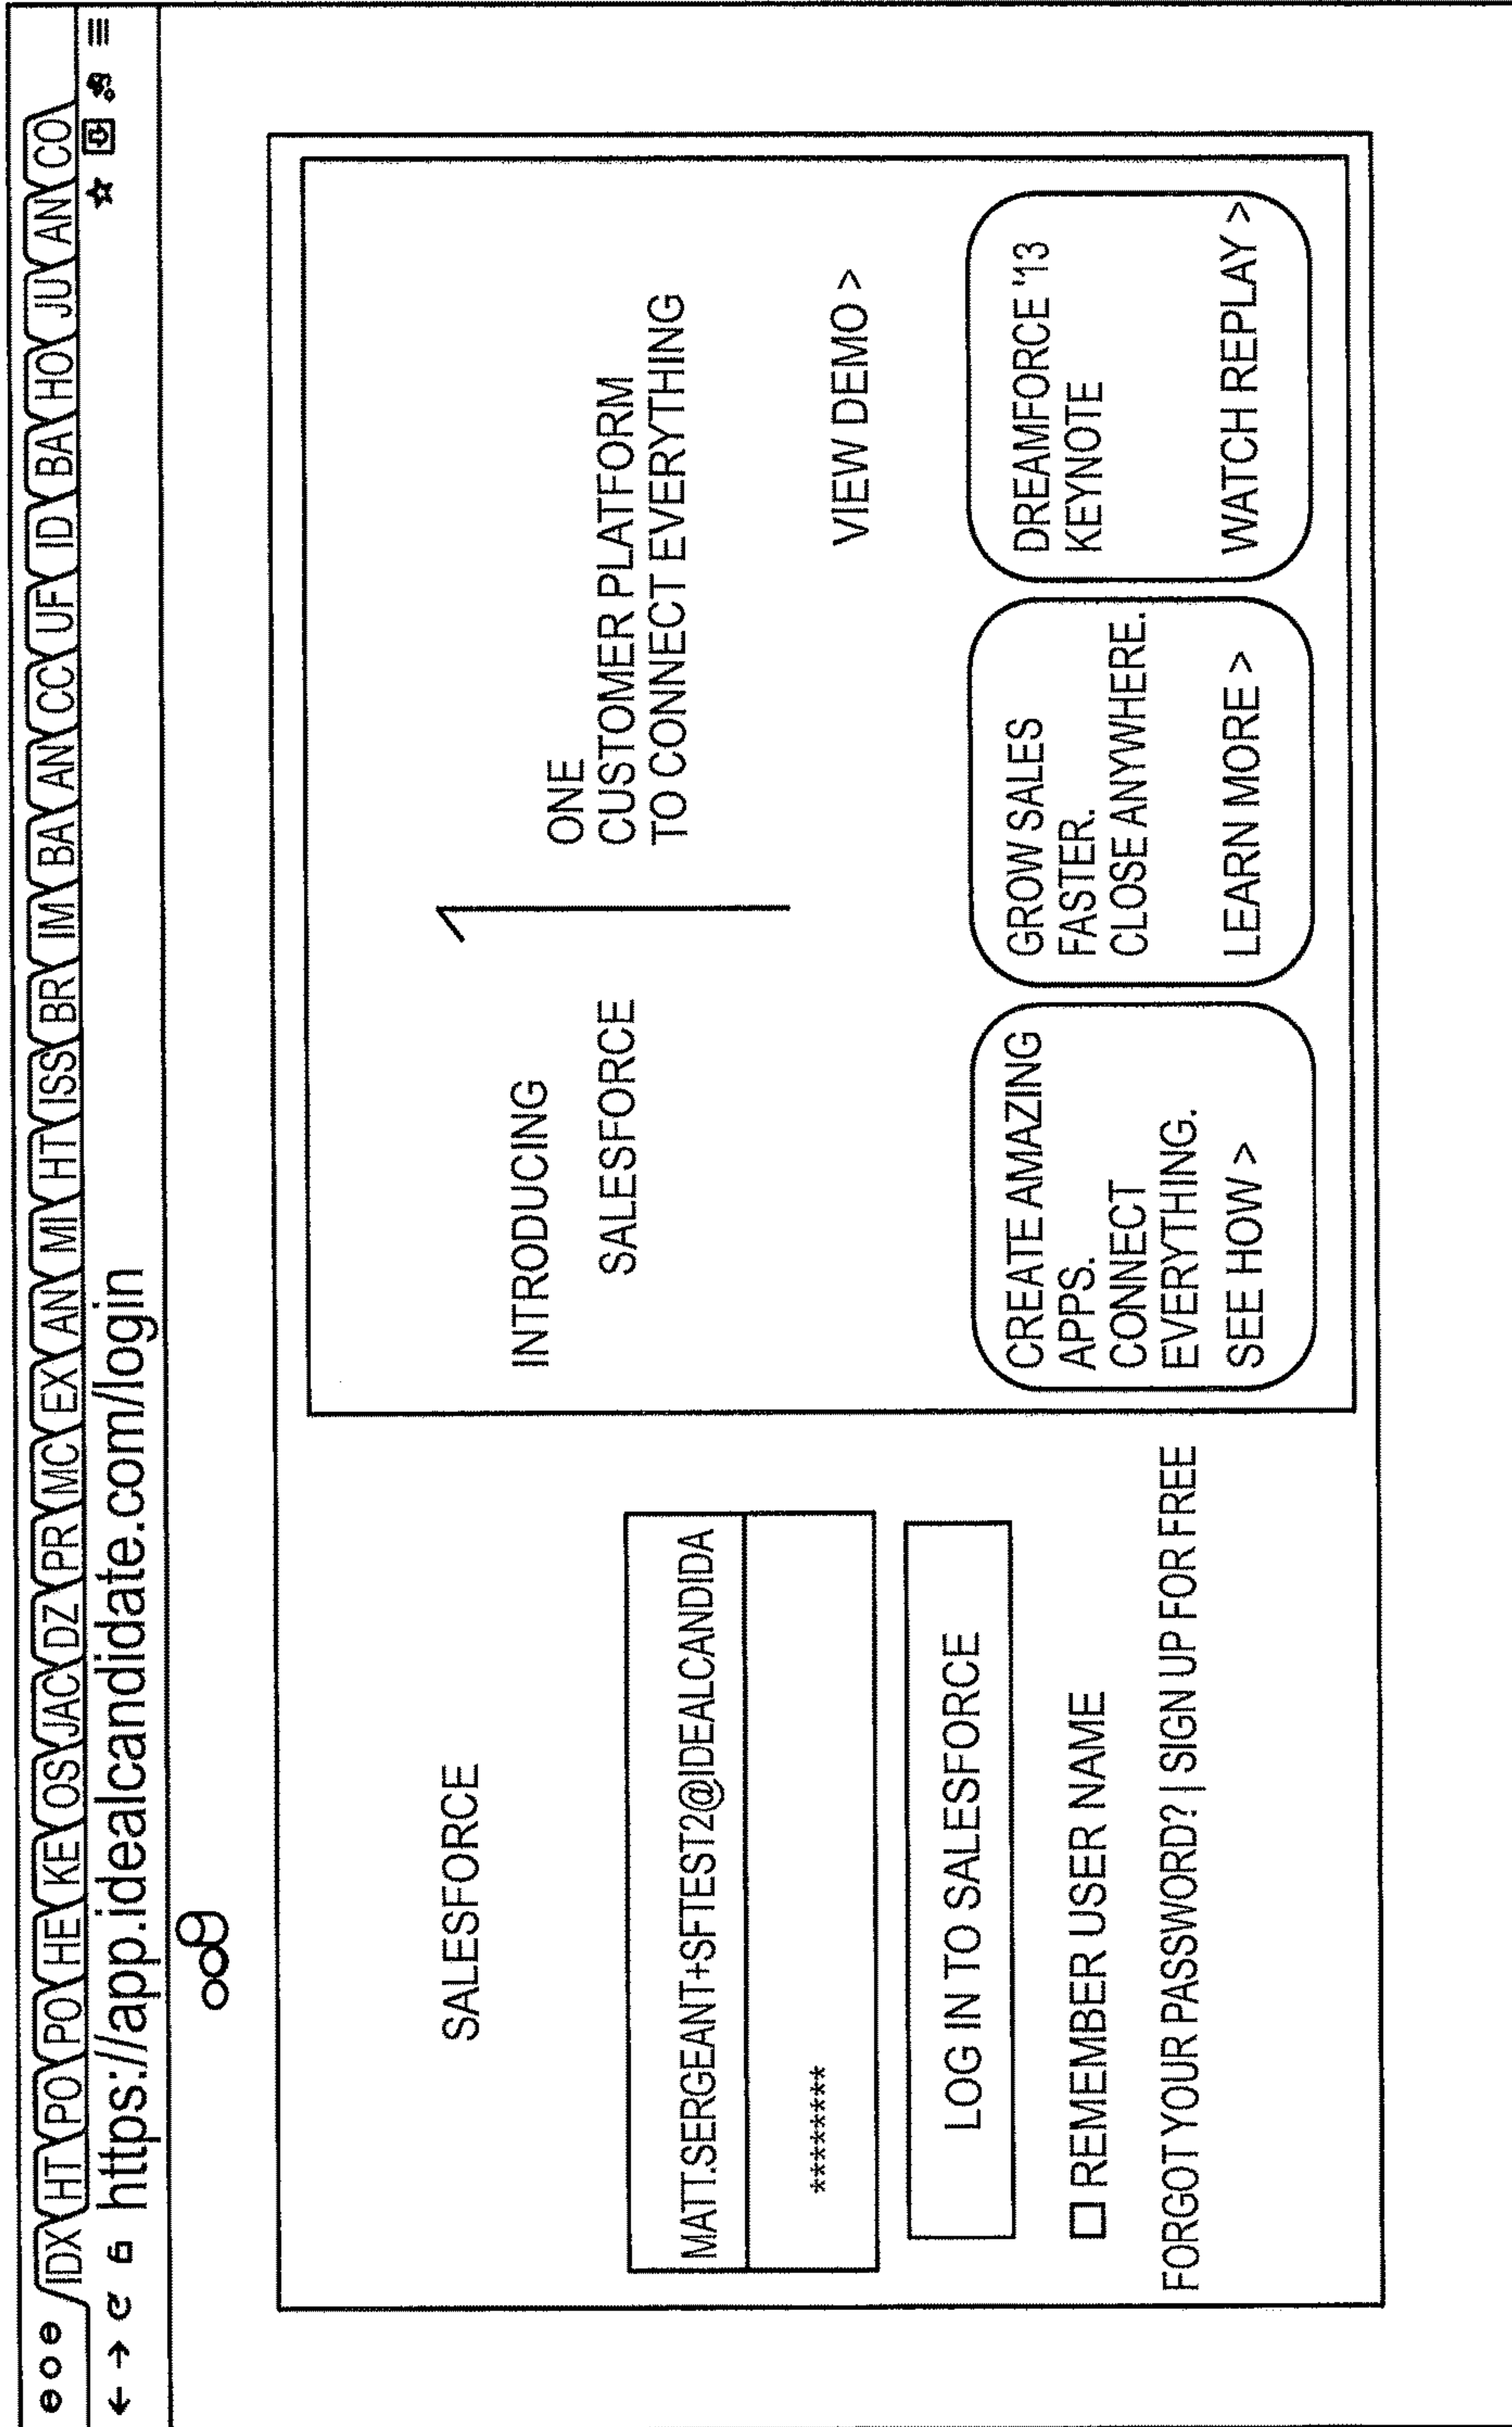 IDX HT PO PO HE KE OS JAC DZ PR MC EX AN MI HT ISS BR IM BA AN CC UF ID BA HO JU AN CO
https://app.idealcandidate.com/login
SALESFORCE
MATT.SERGEANT+SFTEST2@IDEALCANDIDA
*********
LOG IN TO SALESFORCE
REMEMBER USER NAME
FORGOT YOUR PASSWORD? | SIGN UP FOR FREE
INTRODUCING
SALESFORCE
1
ONE
CUSTOMER PLATFORM
TO CONNECT EVERYTHING
VIEW DEMO >
CREATE AMAZING
APPS.
CONNECT
EVERYTHING.
SEE HOW >
GROW SALES
FASTER.
CLOSE ANYWHERE.
LEARN MORE >
DREAMFORCE '13
KEYNOTE
WATCH REPLAY >